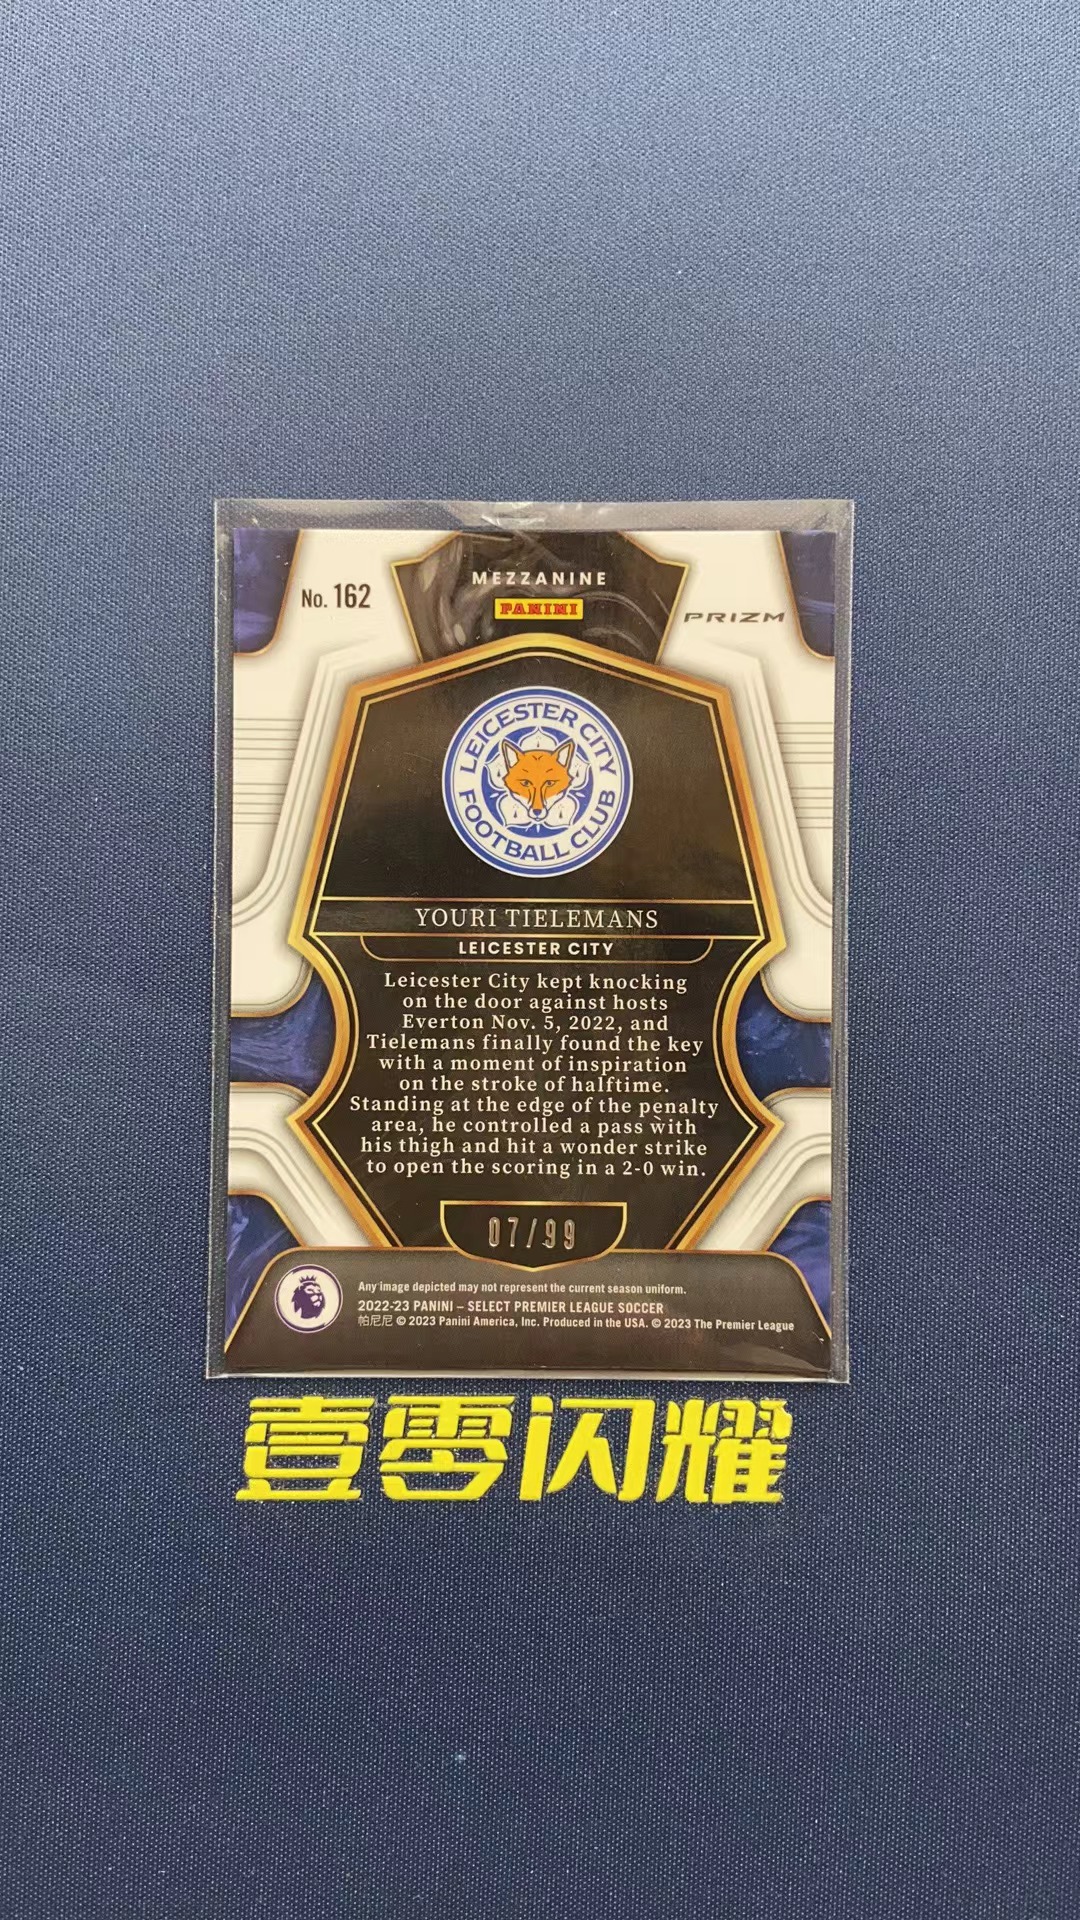 MEZZANINE
No. 162
PANINI
PRIZM
LEICESTER CITY
FOOTBALL CLUB
YOURI TIELEMANS
LEICESTER CITY
Leicester City kept knocking
on the door against hosts
Everton Nov. 5, 2022, and
Tielemans finally found the key
with a moment of inspiration
on the stroke of halftime.
Standing at the edge of the penalty
area, he controlled a pass with
his thigh and hit a wonder strike
to open the scoring in a 2-0 win.
07/99
Any image depicted may not represent the current season uniform.
2022-23 PANINI – SELECT PREMIER LEAGUE SOCCER
帕尼尼 © 2023 Panini America, Inc. Produced in the USA. © 2023 The Premier League
壹零闪耀